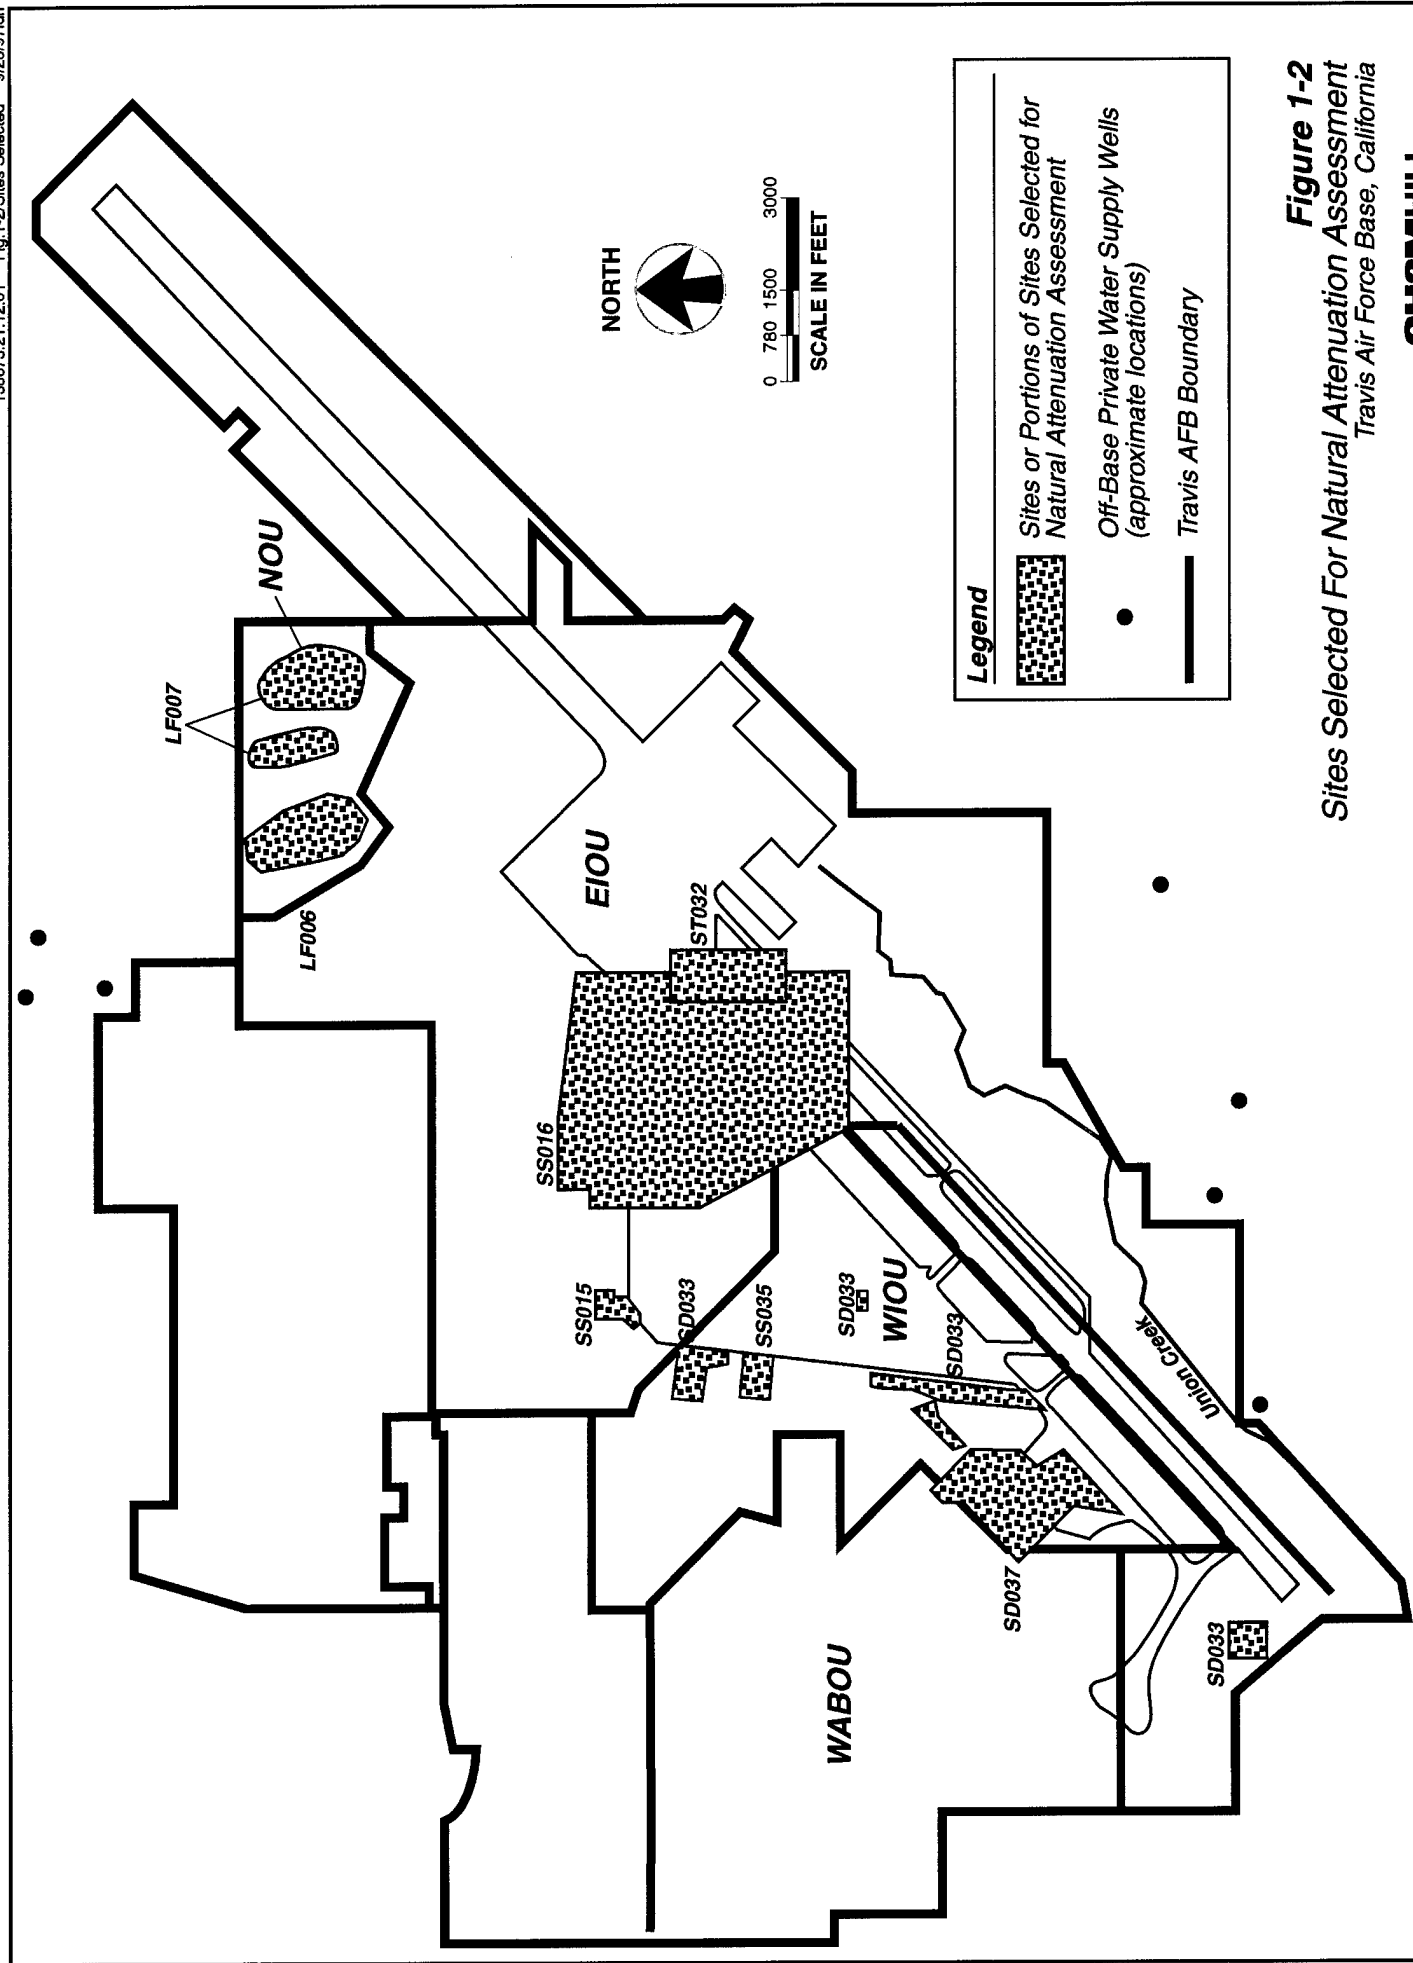 NOU
LF007
LF006
EIOU
ST032
SS016
SS015
SD033
SS035
SD033
WIOU
SD033
Union Creek
WABOU
SD037
SD033
NORTH
0 780 1500 3000
SCALE IN FEET
Legend
Sites or Portions of Sites Selected for
Natural Attenuation Assessment
Off-Base Private Water Supply Wells
(approximate locations)
Travis AFB Boundary
Figure 1-2
Sites Selected For Natural Attenuation Assessment
Travis Air Force Base, California